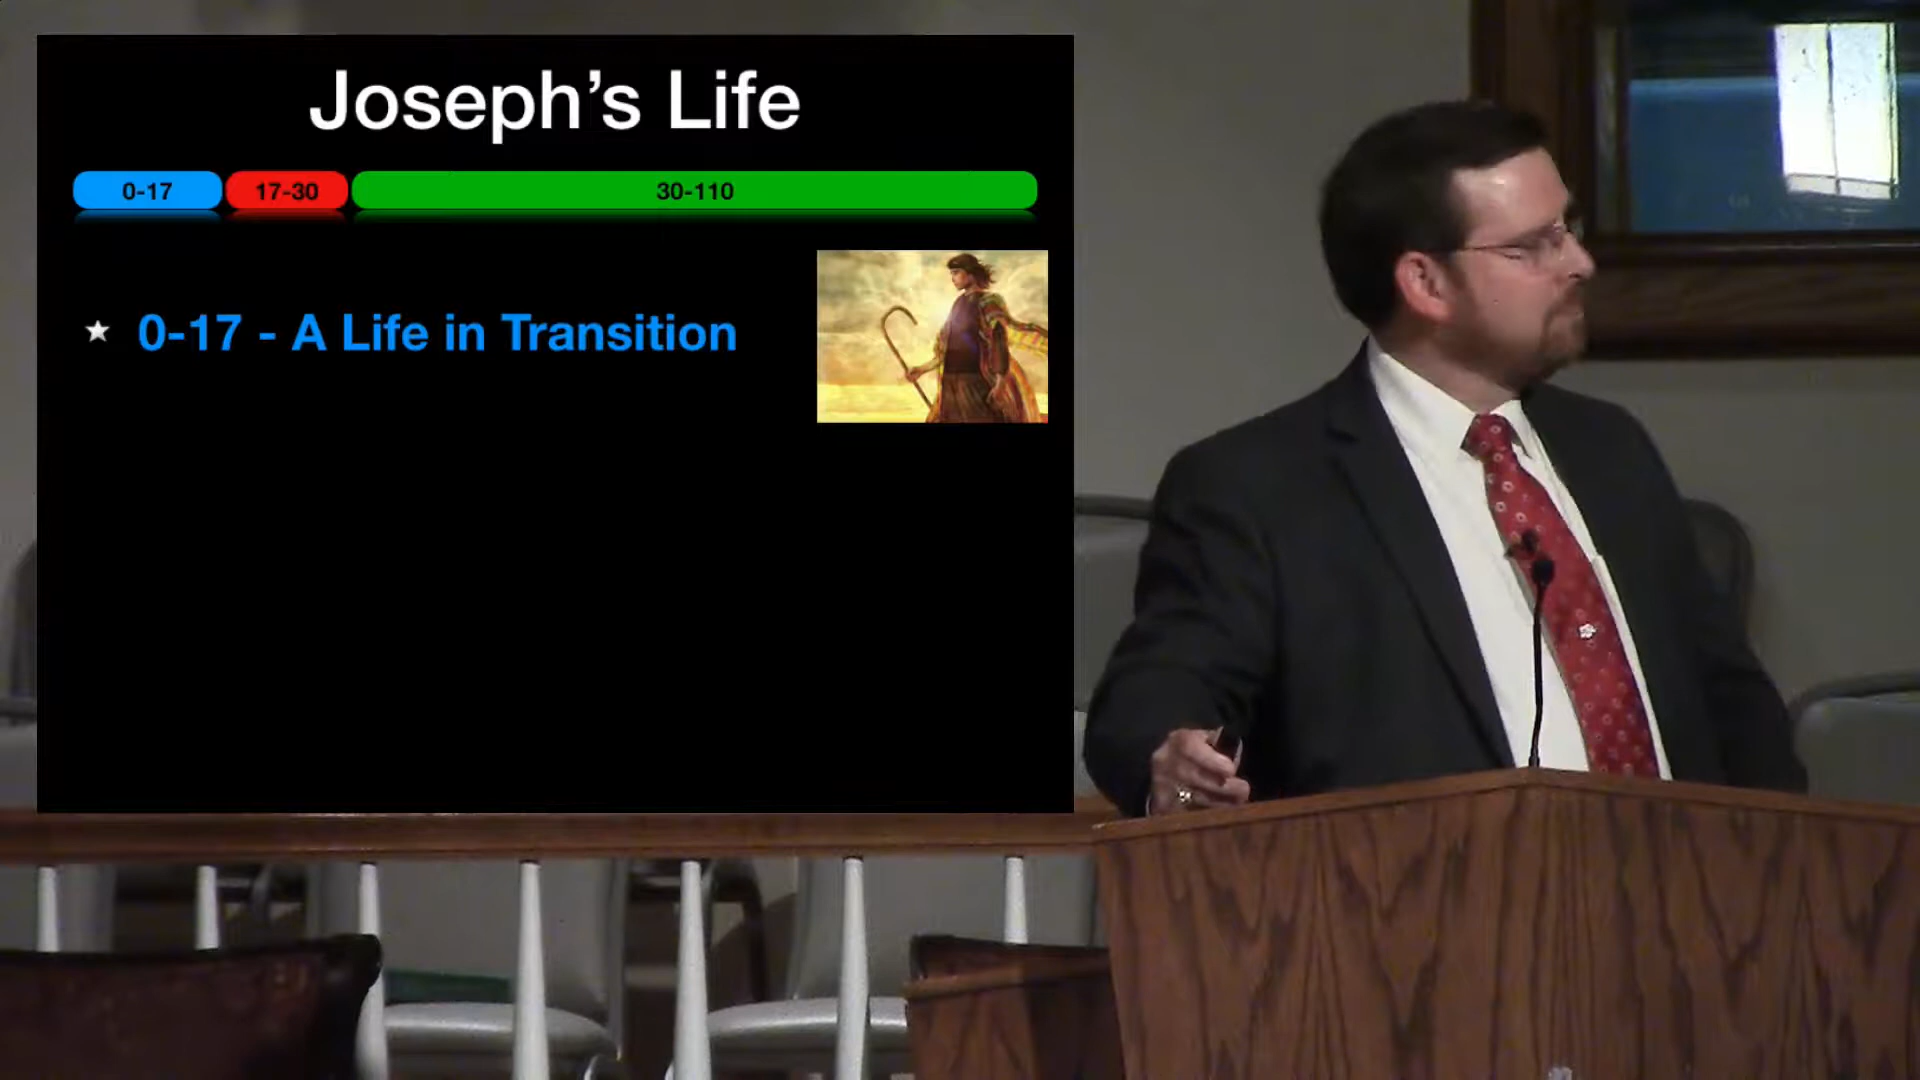 Joseph’s Life
0-17 17-30 30-110
0-17 - A Life in Transition